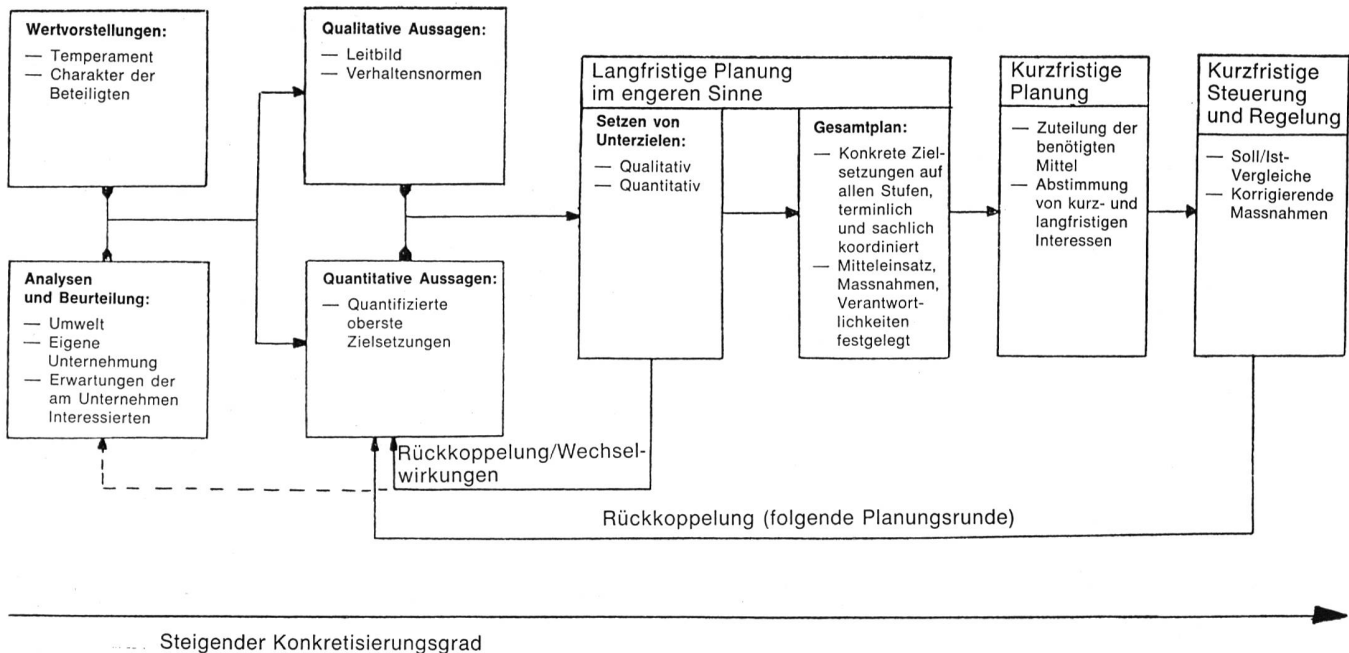 Wertvorstellungen:
— Temperament
— Charakter der
Beteiligten
Analysen
und Beurteilung:
— Umwelt
— Eigene
Unternehmung
— Erwartungen der
am Unternehmen
Interessierten
Qualitative Aussagen:
— Leitbild
— Verhaltensnormen
Quantitative Aussagen:
— Quantifizierte
oberste
Zielsetzungen
Langfristige Planung
im engeren Sinne
Setzen von
Unterzielen:
— Qualitativ
— Quantitativ
Gesamtplan:
— Konkrete Ziel-
setzungen auf
allen Stufen,
terminlich
und sachlich
koordiniert
— Mitteleinsatz,
Massnahmen,
Verantwort-
lichkeiten
festgelegt
Kurzfristige
Planung
— Zuteilung der
benötigten
Mittel
— Abstimmung
von kurz- und
langfristigen
Interessen
Kurzfristige
Steuerung
und Regelung
— Soll/Ist-
Vergleiche
— Korrigierende
Massnahmen
Rückkoppelung/Wechsel-
wirkungen
Rückkoppelung (folgende Planungsrunde)
Steigender Konkretisierungsgrad